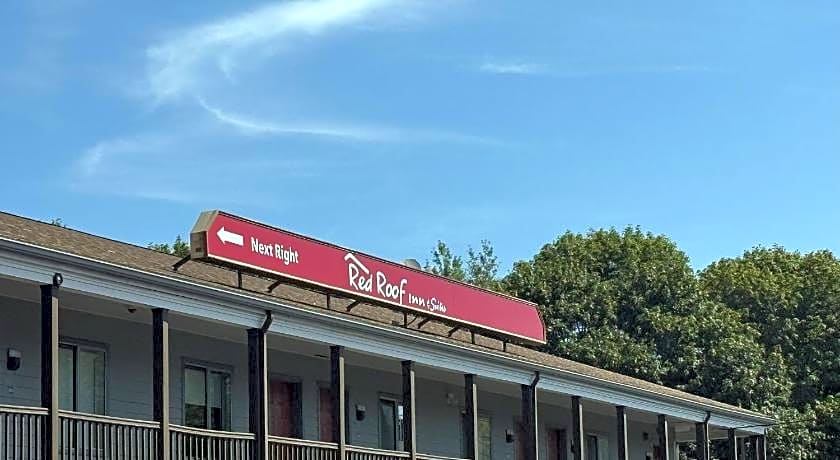 Next Right
Red Roof Inn & Suites